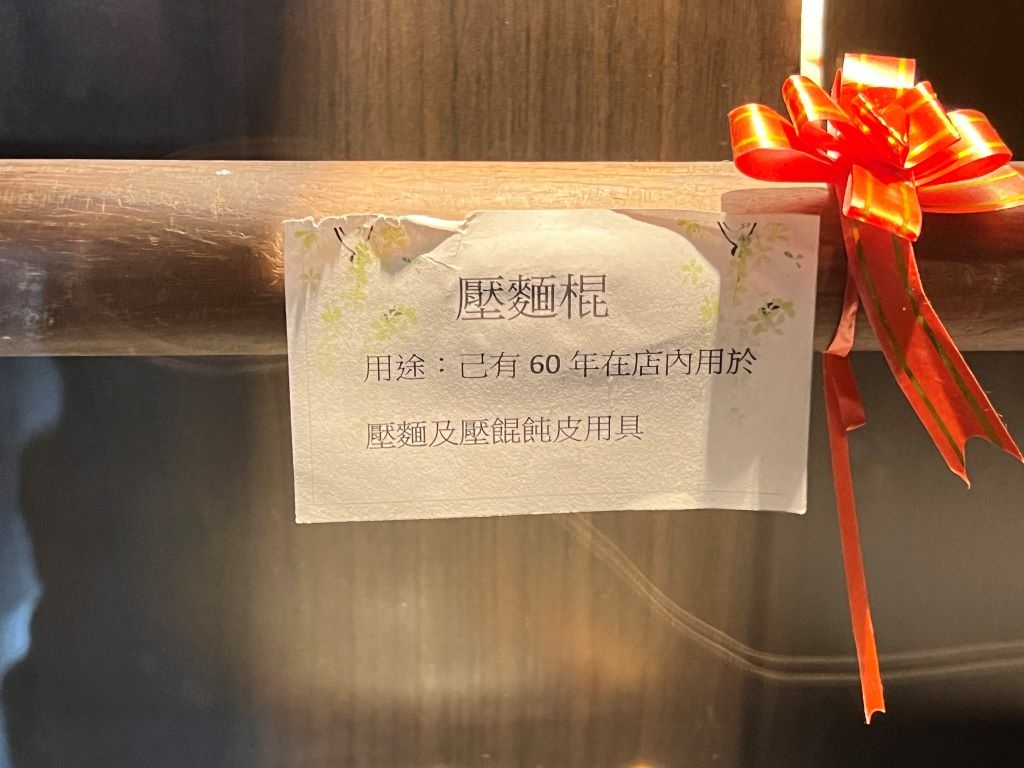 壓麵棍
用途：己有 60 年在店內用於
壓麵及壓餛飩皮用具